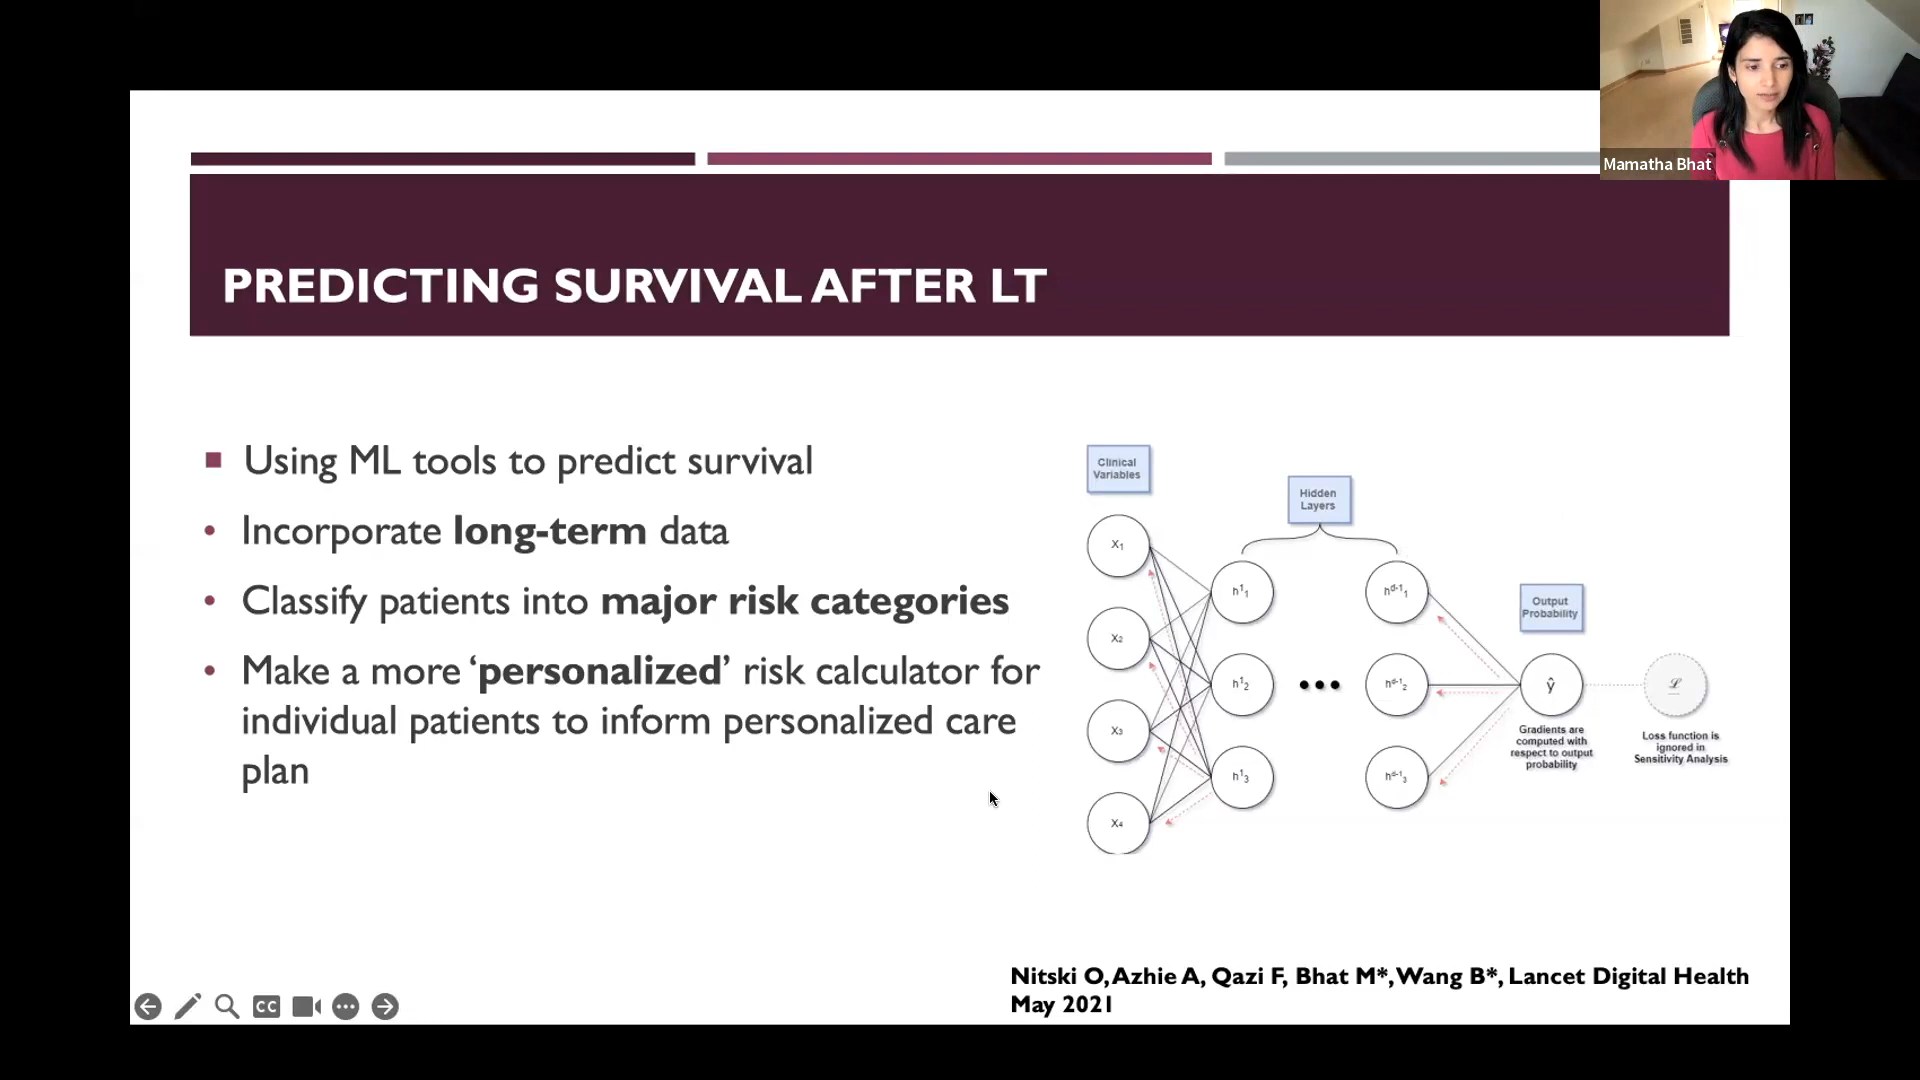 Mamatha Bhat
PREDICTING SURVIVAL AFTER LT
Using ML tools to predict survival
Incorporate long-term data
Classify patients into major risk categories
Make a more ‘personalized’ risk calculator for
individual patients to inform personalized care
plan
Clinical
Variables
Hidden
Layers
Output
Probability
X1
X2
X3
X4
h¹1
h¹2
h¹3
•••
hᵈ⁻¹1
hᵈ⁻¹2
hᵈ⁻¹3
ŷ
ℒ
Gradients are
computed with
respect to output
probability
Loss function is
ignored in
Sensitivity Analysis
Nitski O, Azhie A, Qazi F, Bhat M*, Wang B*, Lancet Digital Health
May 2021
CC